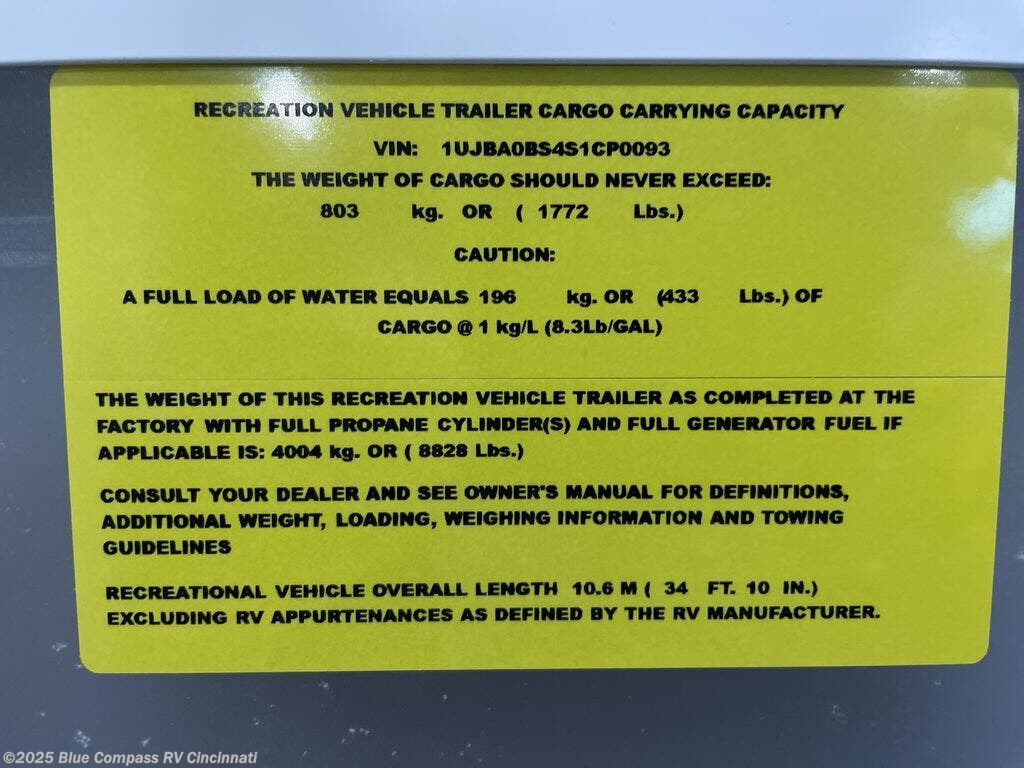 RECREATION VEHICLE TRAILER CARGO CARRYING CAPACITY
VIN: 1UJBA0BS4S1CP0093
THE WEIGHT OF CARGO SHOULD NEVER EXCEED:
803 kg. OR ( 1772 Lbs.)
CAUTION:
A FULL LOAD OF WATER EQUALS 196 kg. OR (433 Lbs.) OF
CARGO @ 1 kg/L (8.3Lb/GAL)
THE WEIGHT OF THIS RECREATION VEHICLE TRAILER AS COMPLETED AT THE
FACTORY WITH FULL PROPANE CYLINDER(S) AND FULL GENERATOR FUEL IF
APPLICABLE IS: 4004 kg. OR ( 8828 Lbs.)
CONSULT YOUR DEALER AND SEE OWNER'S MANUAL FOR DEFINITIONS,
ADDITIONAL WEIGHT, LOADING, WEIGHING INFORMATION AND TOWING
GUIDELINES
RECREATIONAL VEHICLE OVERALL LENGTH 10.6 M ( 34 FT. 10 IN.)
EXCLUDING RV APPURTENANCES AS DEFINED BY THE RV MANUFACTURER.
©2025 Blue Compass RV Cincinnati